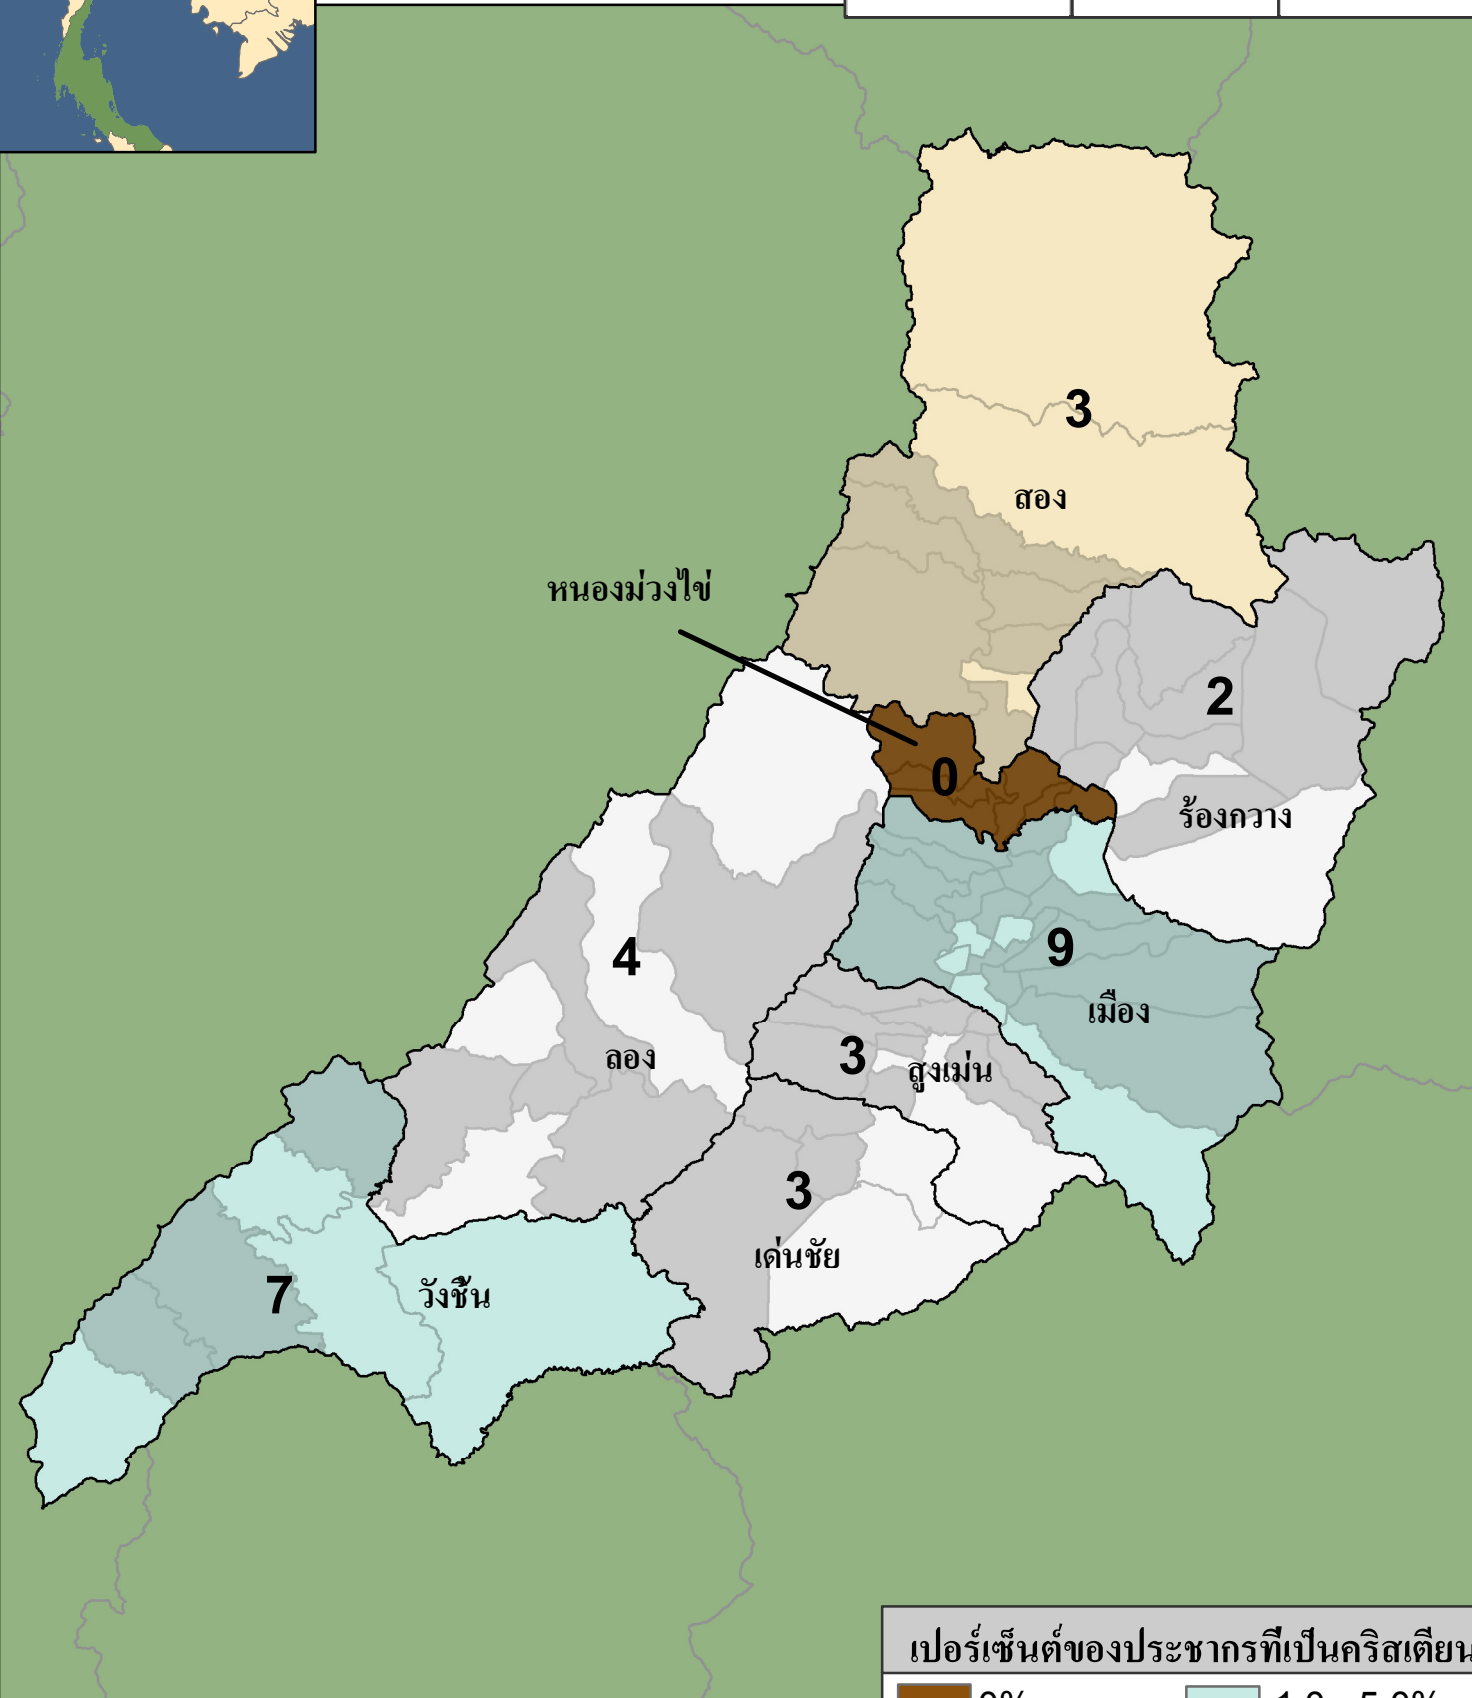 3
สอง
หนองม่วงไข่
2
0
ร้องกวาง
9
4
เมือง
ลอง
3
สูงเม่น
3
เด่นชัย
7
วังชิ้น
เปอร์เซ็นต์ของประชากรที่เป็นคริสเตียน
0%